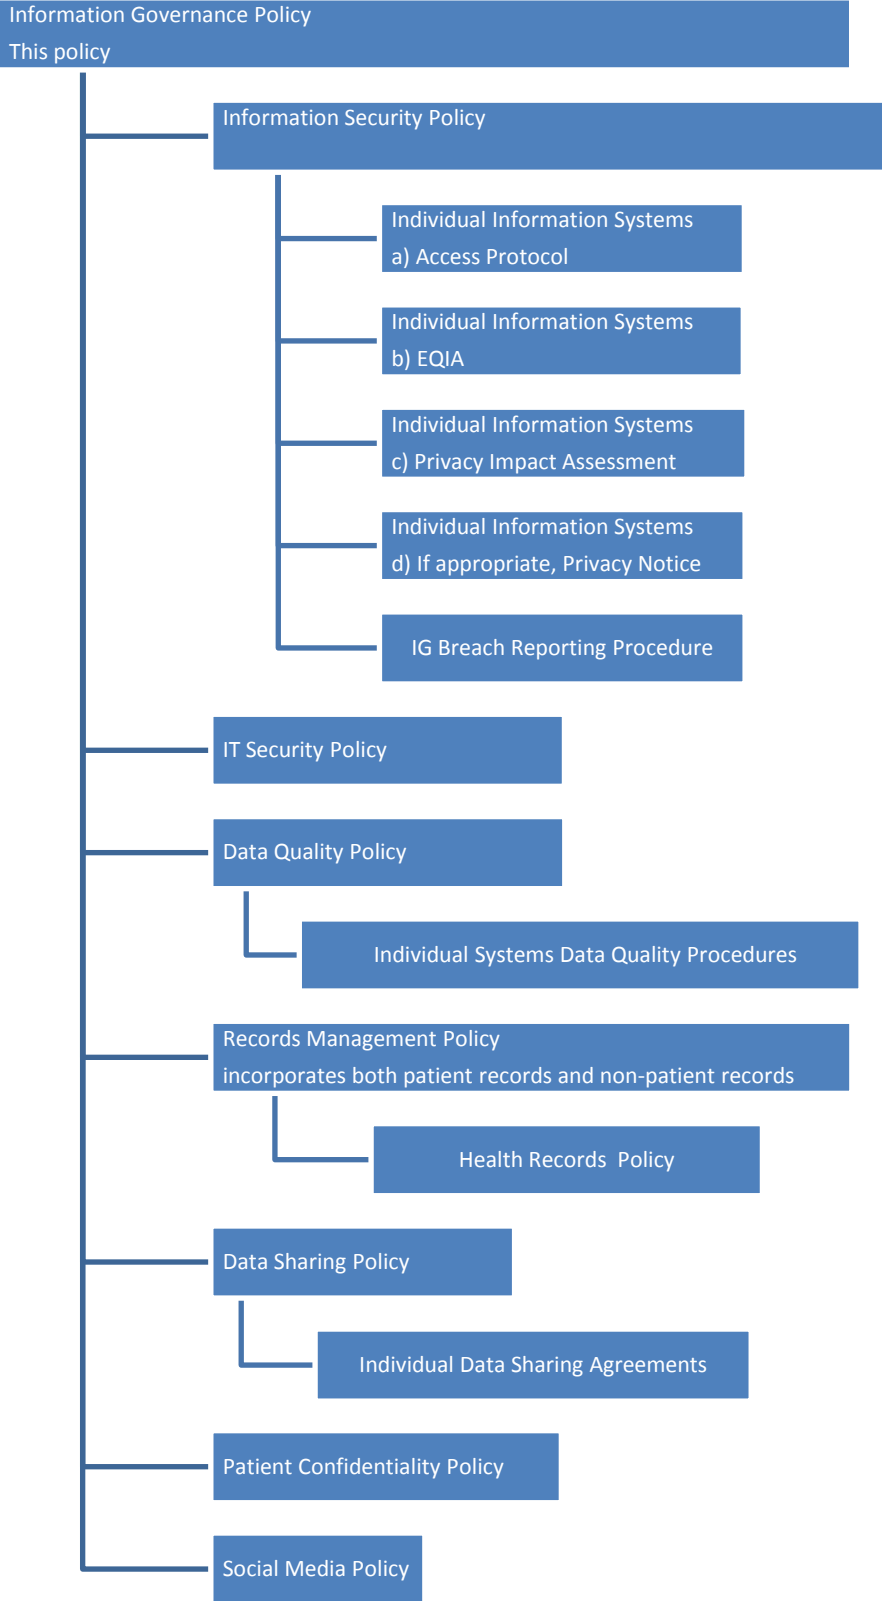 Information Governance Policy
This policy
Information Security Policy
Individual Information Systems
a) Access Protocol
Individual Information Systems
b) EQIA
Individual Information Systems
c) Privacy Impact Assessment
Individual Information Systems
d) If appropriate, Privacy Notice
IG Breach Reporting Procedure
IT Security Policy
Data Quality Policy
Individual Systems Data Quality Procedures
Records Management Policy
incorporates both patient records and non-patient records
Health Records  Policy
Data Sharing Policy
Individual Data Sharing Agreements
Patient Confidentiality Policy
Social Media Policy